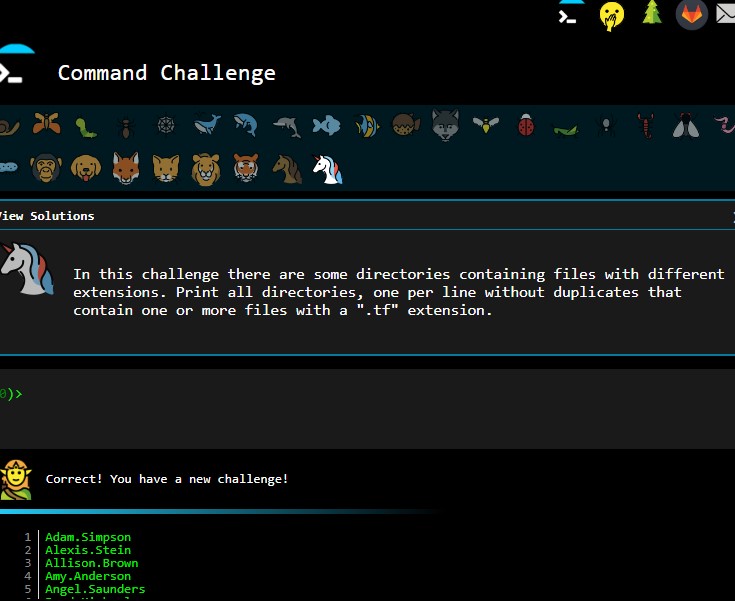 Command Challenge
View Solutions
In this challenge there are some directories containing files with different
extensions. Print all directories, one per line without duplicates that
contain one or more files with a ".tf" extension.
0)>
Correct! You have a new challenge!
1 Adam.Simpson
2 Alexis.Stein
3 Allison.Brown
4 Amy.Anderson
5 Angel.Saunders